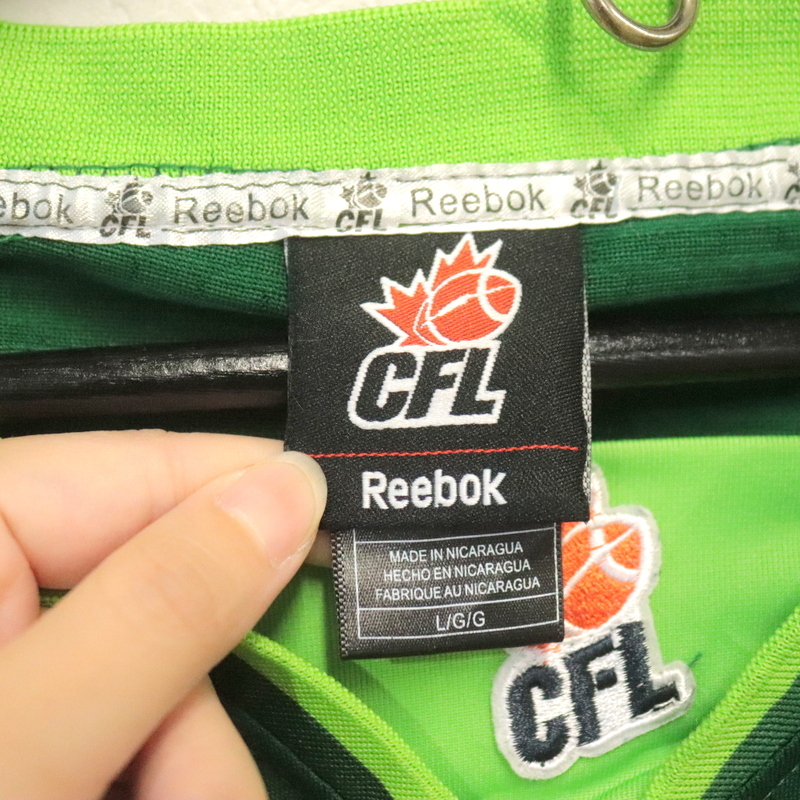 ebok CFL Reebok CFL Reebok CFL Reebok
CFL
Reebok
MADE IN NICARAGUA
HECHO EN NICARAGUA
FABRIQUE AU NICARAGUA
L/G/G
CFL